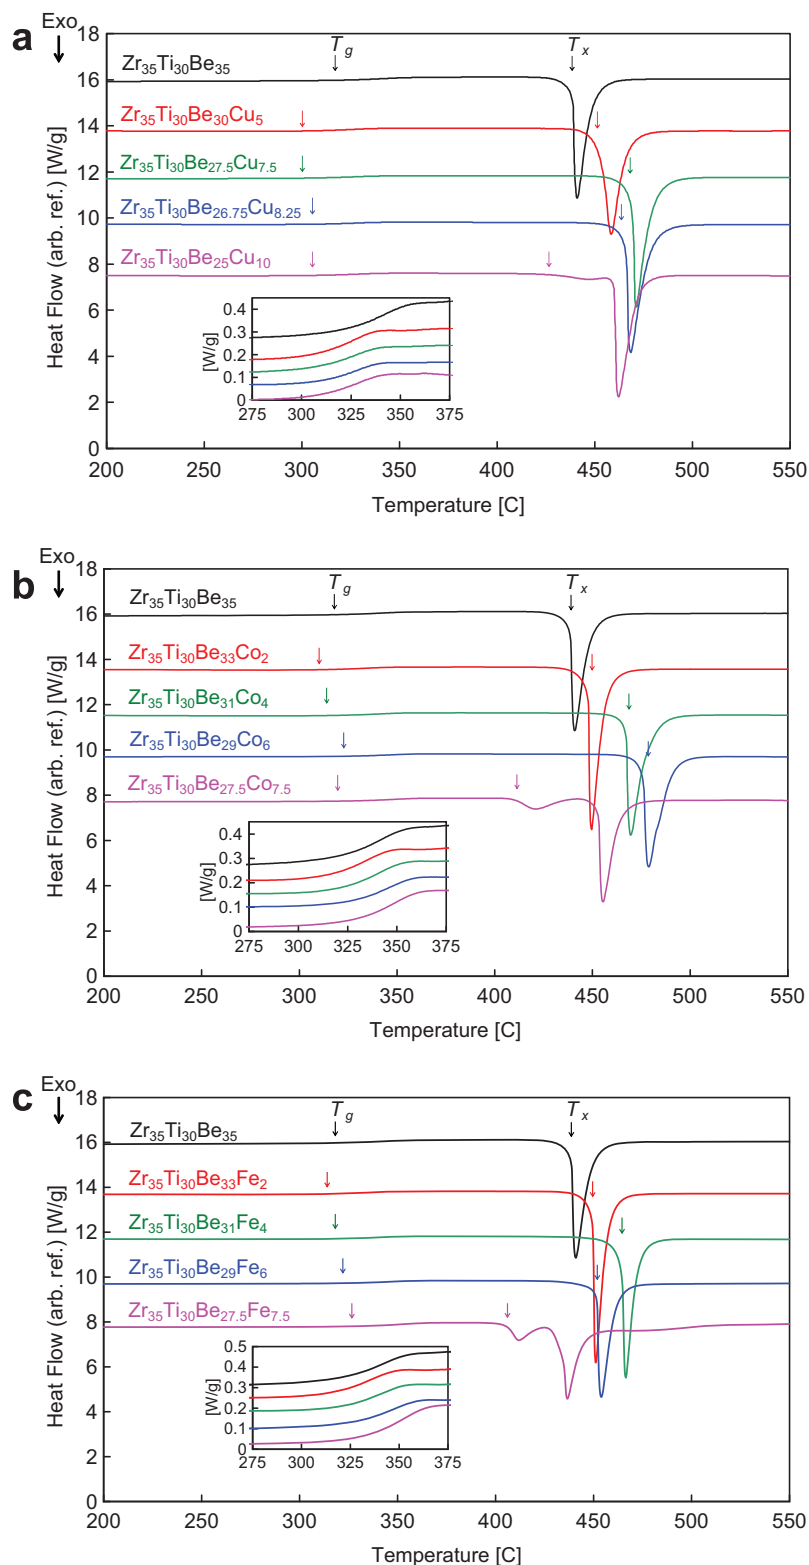 a
Exo
18
16
14
12
10
8
6
4
2
0
Heat Flow (arb. ref.) [W/g]
T g
T x
Zr35Ti30Be35
Zr35Ti30Be30Cu5
Zr35Ti30Be27.5Cu7.5
Zr35Ti30Be26.75Cu8.25
Zr35Ti30Be25Cu10
[W/g]
0.4
0.3
0.2
0.1
0
275 300 325 350 375
200 250 300 350 400 450 500 550
Temperature [C]
b
Exo
18
16
14
12
10
8
6
4
2
0
Heat Flow (arb. ref.) [W/g]
T g
T x
Zr35Ti30Be35
Zr35Ti30Be33Co2
Zr35Ti30Be31Co4
Zr35Ti30Be29Co6
Zr35Ti30Be27.5Co7.5
[W/g]
0.4
0.3
0.2
0.1
0
275 300 325 350 375
200 250 300 350 400 450 500 550
Temperature [C]
c
Exo
18
16
14
12
10
8
6
4
2
0
Heat Flow (arb. ref.) [W/g]
T g
T x
Zr35Ti30Be35
Zr35Ti30Be33Fe2
Zr35Ti30Be31Fe4
Zr35Ti30Be29Fe6
Zr35Ti30Be27.5Fe7.5
[W/g]
0.5
0.4
0.3
0.2
0.1
0
275 300 325 350 375
200 250 300 350 400 450 500 550
Temperature [C]